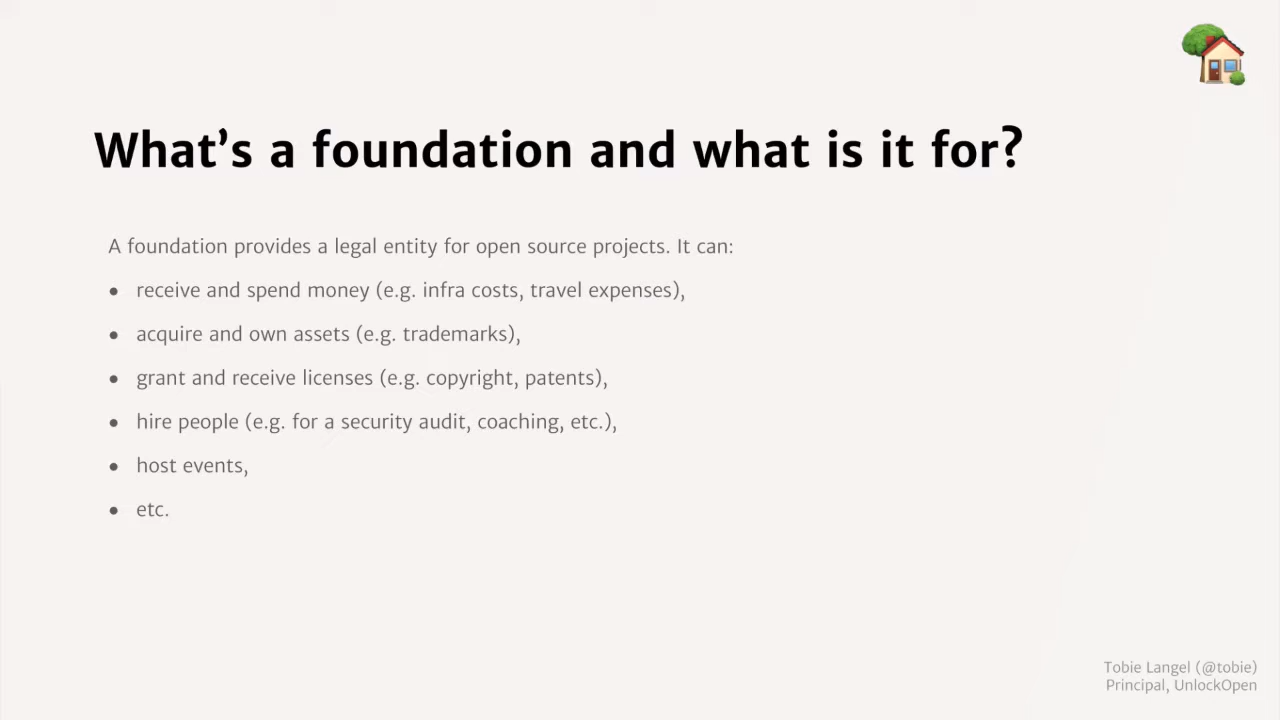 What’s a foundation and what is it for?
A foundation provides a legal entity for open source projects. It can:
● receive and spend money (e.g. infra costs, travel expenses),
● acquire and own assets (e.g. trademarks),
● grant and receive licenses (e.g. copyright, patents),
● hire people (e.g. for a security audit, coaching, etc.),
● host events,
● etc.
Tobie Langel (@tobie)
Principal, UnlockOpen